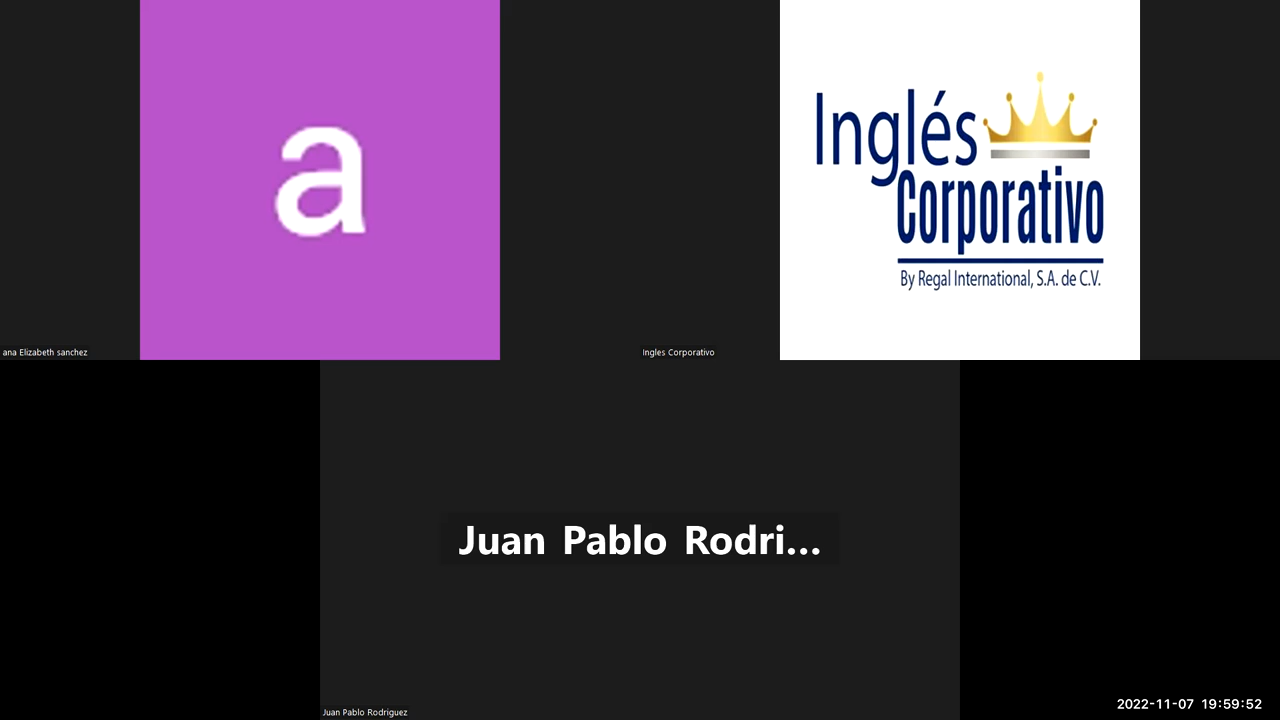 a
Inglés
Corporativo
By Regal International, S.A. de C.V.
ana Elizabeth sanchez
Ingles Corporativo
Juan Pablo Rodri...
Juan Pablo Rodriguez
2022-11-07 19:59:52